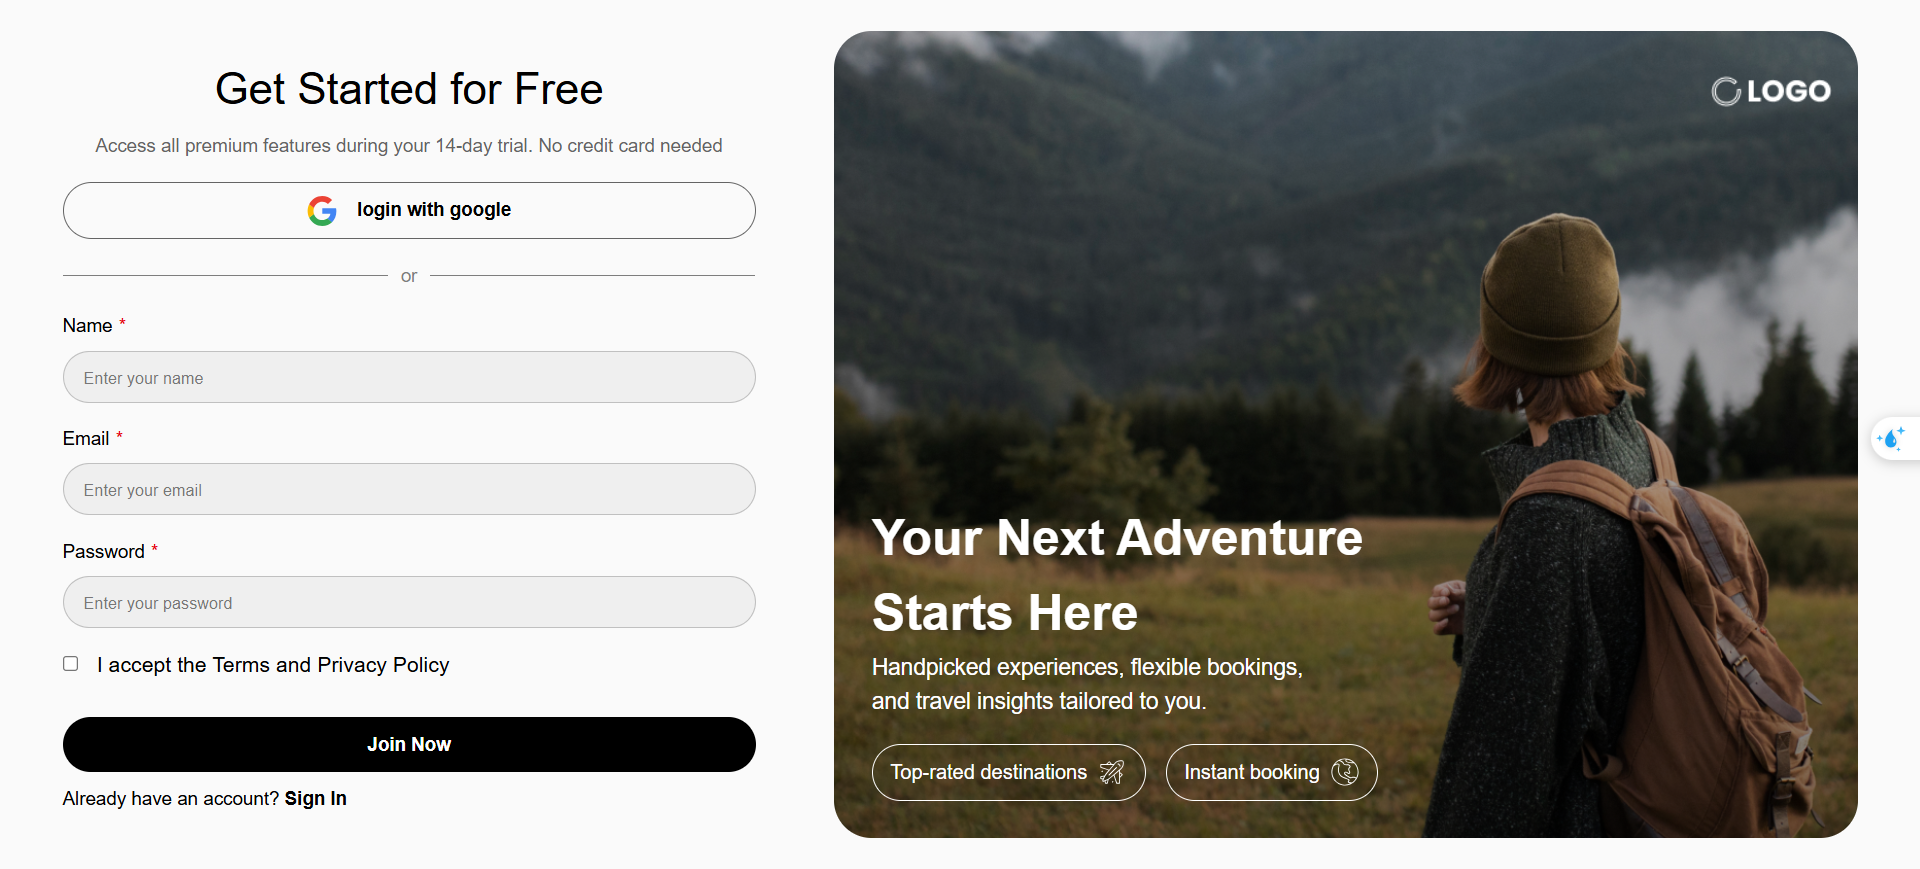 Get Started for Free
Access all premium features during your 14-day trial. No credit card needed
login with google
or
Name *
Enter your name
Email *
Enter your email
Password *
Enter your password
I accept the Terms and Privacy Policy
Join Now
Already have an account? Sign In
LOGO
Your Next Adventure
Starts Here
Handpicked experiences, flexible bookings,
and travel insights tailored to you.
Top-rated destinations
Instant booking